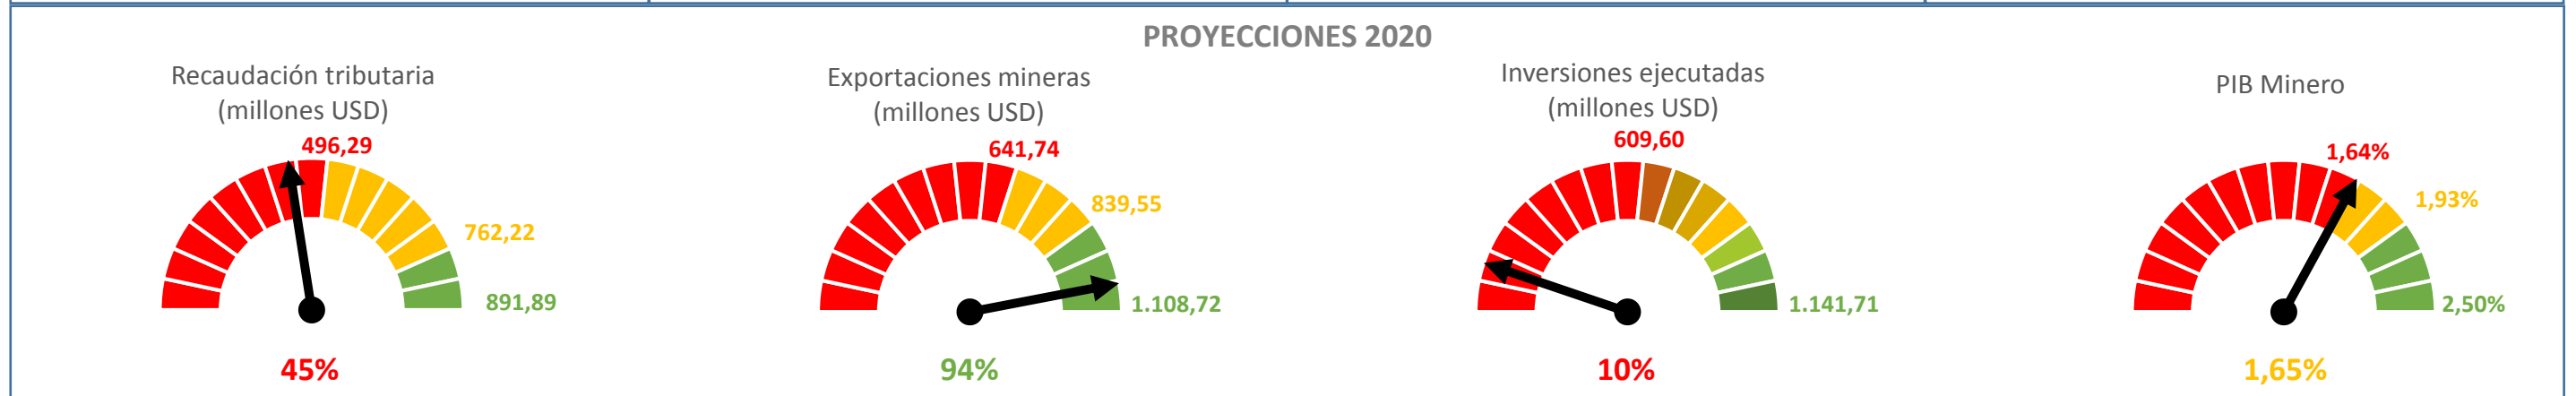 PROYECCIONES 2020
Recaudación tributaria
(millones USD)
496,29
762,22
891,89
45%
Exportaciones mineras
(millones USD)
641,74
839,55
1.108,72
94%
Inversiones ejecutadas
(millones USD)
609,60
1.141,71
10%
PIB Minero
1,64%
1,93%
2,50%
1,65%